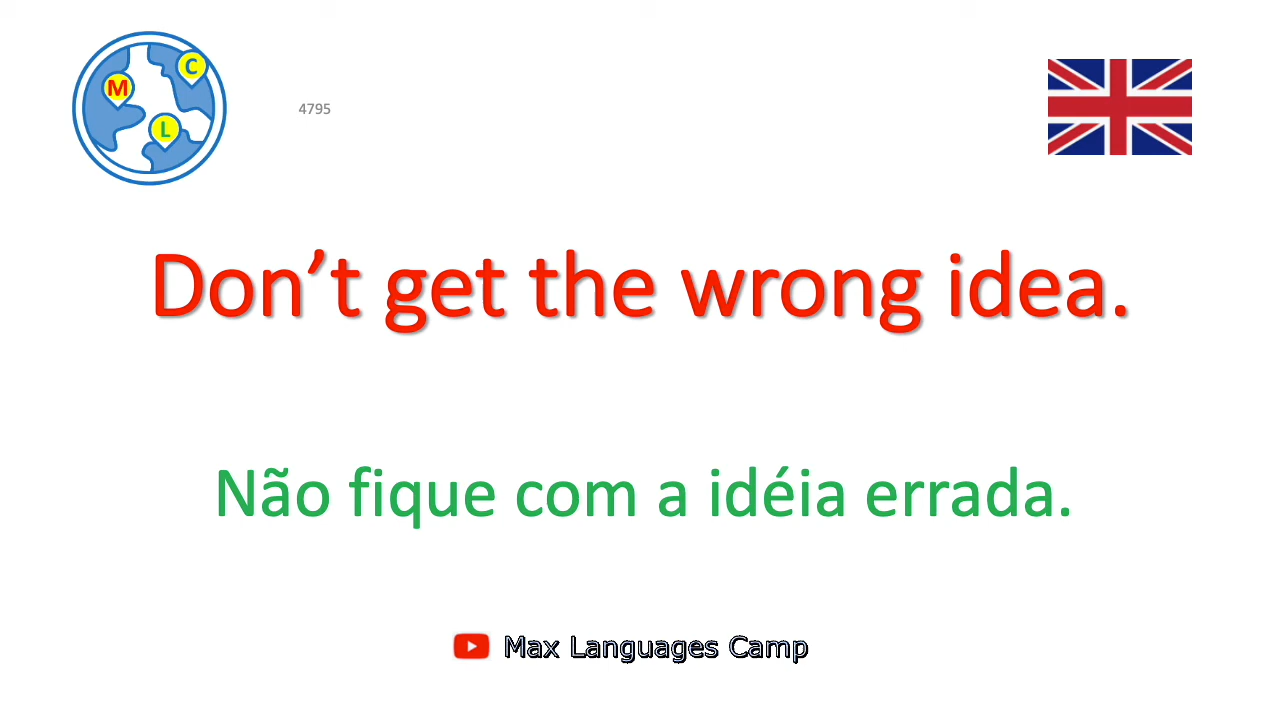 M
C
L
4795
Don’t get the wrong idea.
Não fique com a idéia errada.
Max Languages Camp